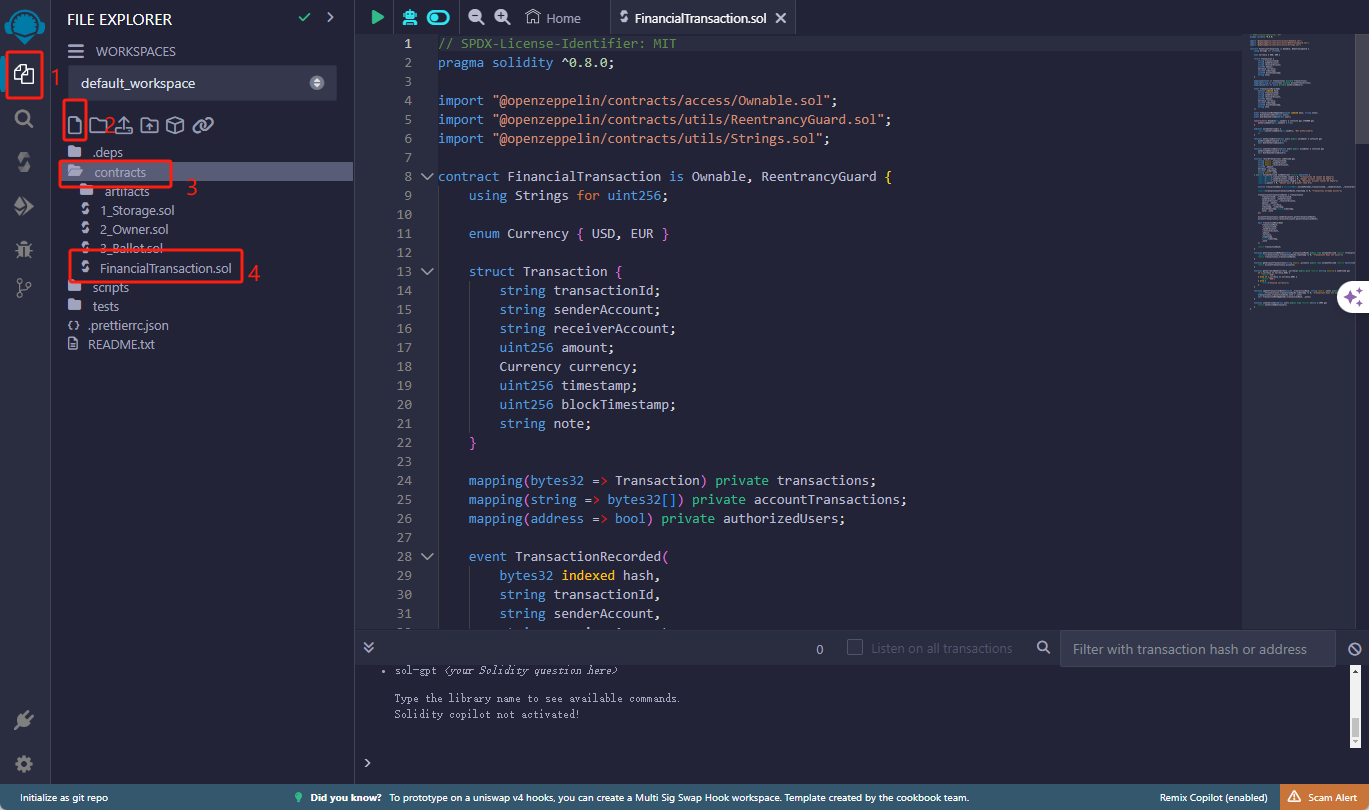 FILE EXPLORER
WORKSPACES
1
default_workspace
2
.deps
contracts
3
artifacts
1_Storage.sol
2_Owner.sol
3_Ballot.sol
FinancialTransaction.sol
4
scripts
tests
.prettierrc.json
README.txt
Home
FinancialTransaction.sol
1 // SPDX-License-Identifier: MIT
2 pragma solidity ^0.8.0;
3
4 import "@openzeppelin/contracts/access/Ownable.sol";
5 import "@openzeppelin/contracts/utils/ReentrancyGuard.sol";
6 import "@openzeppelin/contracts/utils/Strings.sol";
7
8 contract FinancialTransaction is Ownable, ReentrancyGuard {
9 using Strings for uint256;
10
11 enum Currency { USD, EUR }
12
13 struct Transaction {
14 string transactionId;
15 string senderAccount;
16 string receiverAccount;
17 uint256 amount;
18 Currency currency;
19 uint256 timestamp;
20 uint256 blockTimestamp;
21 string note;
22 }
23
24 mapping(bytes32 => Transaction) private transactions;
25 mapping(string => bytes32[]) private accountTransactions;
26 mapping(address => bool) private authorizedUsers;
27
28 event TransactionRecorded(
29 bytes32 indexed hash,
30 string transactionId,
31 string senderAccount,
0
Listen on all transactions
Filter with transaction hash or address
• sol-gpt <your Solidity question here>
Type the library name to see available commands.
Solidity copilot not activated!
>
Initialize as git repo
Did you know? To prototype on a uniswap v4 hooks, you can create a Multi Sig Swap Hook workspace. Template created by the cookbook team.
Remix Copilot (enabled)
Scam Alert